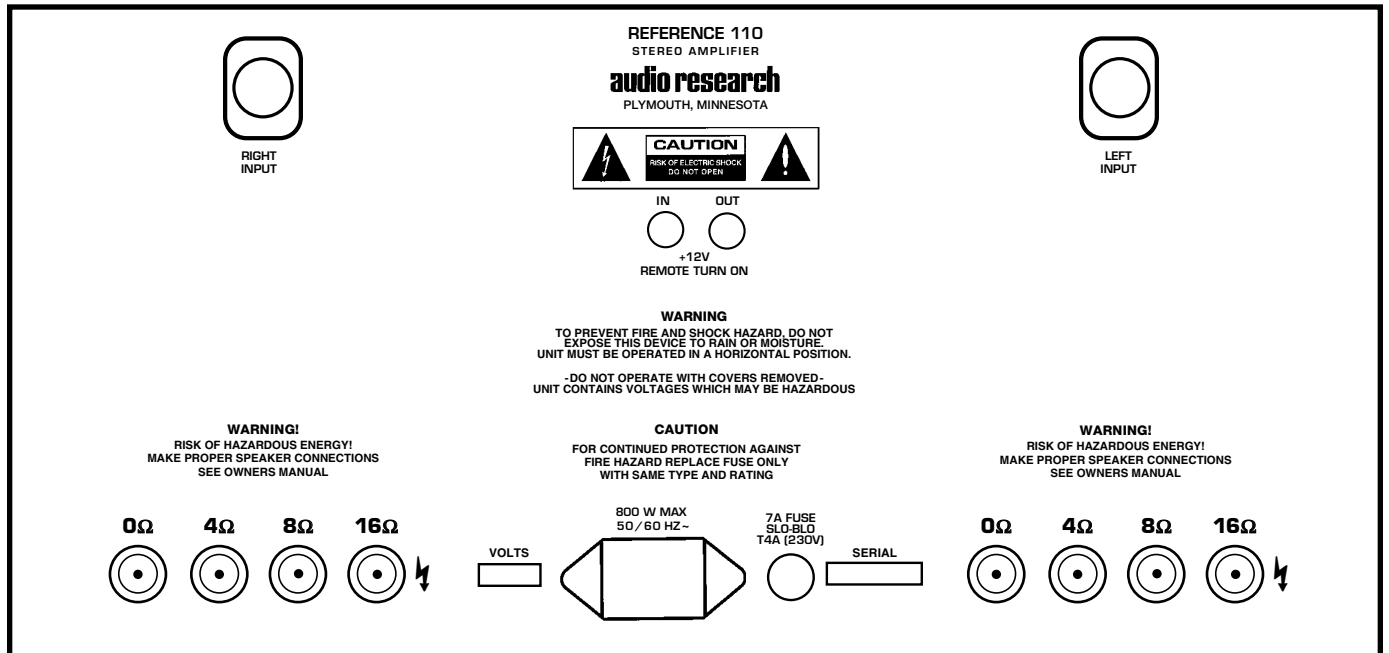 REFERENCE 110
STEREO AMPLIFIER
audio research
PLYMOUTH, MINNESOTA
RIGHT
INPUT
CAUTION
RISK OF ELECTRIC SHOCK
DO NOT OPEN
LEFT
INPUT
IN OUT
+12V
REMOTE TURN ON
WARNING
TO PREVENT FIRE AND SHOCK HAZARD, DO NOT
EXPOSE THIS DEVICE TO RAIN OR MOISTURE.
UNIT MUST BE OPERATED IN A HORIZONTAL POSITION.
-DO NOT OPERATE WITH COVERS REMOVED-
UNIT CONTAINS VOLTAGES WHICH MAY BE HAZARDOUS
WARNING!
RISK OF HAZARDOUS ENERGY!
MAKE PROPER SPEAKER CONNECTIONS
SEE OWNERS MANUAL
CAUTION
FOR CONTINUED PROTECTION AGAINST
FIRE HAZARD REPLACE FUSE ONLY
WITH SAME TYPE AND RATING
WARNING!
RISK OF HAZARDOUS ENERGY!
MAKE PROPER SPEAKER CONNECTIONS
SEE OWNERS MANUAL
0Ω 4Ω 8Ω 16Ω
VOLTS
800 W MAX
50/60 HZ~
7A FUSE
SLO-BLO
T4A (230V)
SERIAL
0Ω 4Ω 8Ω 16Ω